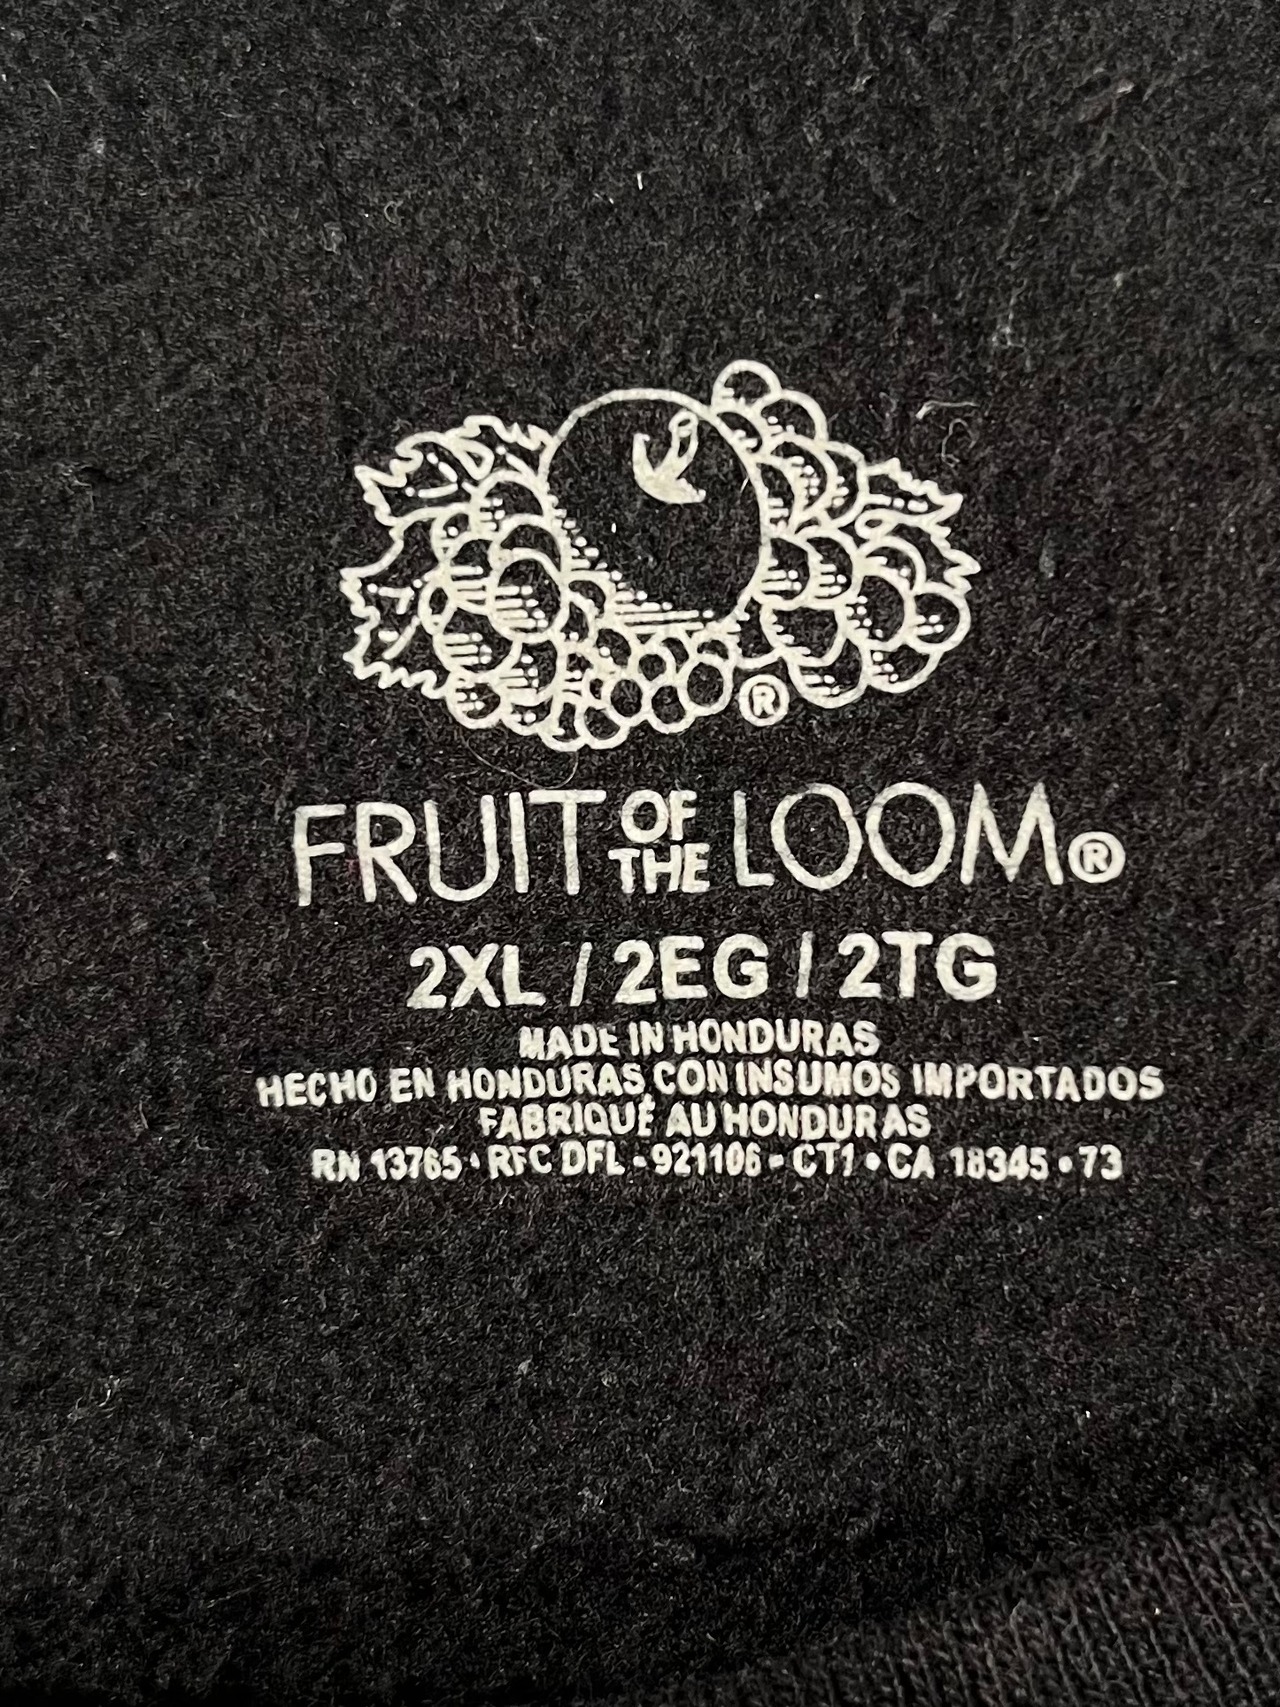 ®
FRUIT OF THE LOOM®
2XL / 2EG / 2TG
MADE IN HONDURAS
HECHO EN HONDURAS CON INSUMOS IMPORTADOS
FABRIQUÉ AU HONDURAS
RN 13765 • RFC DFL - 921106 - CT1 • CA 18345 • 73